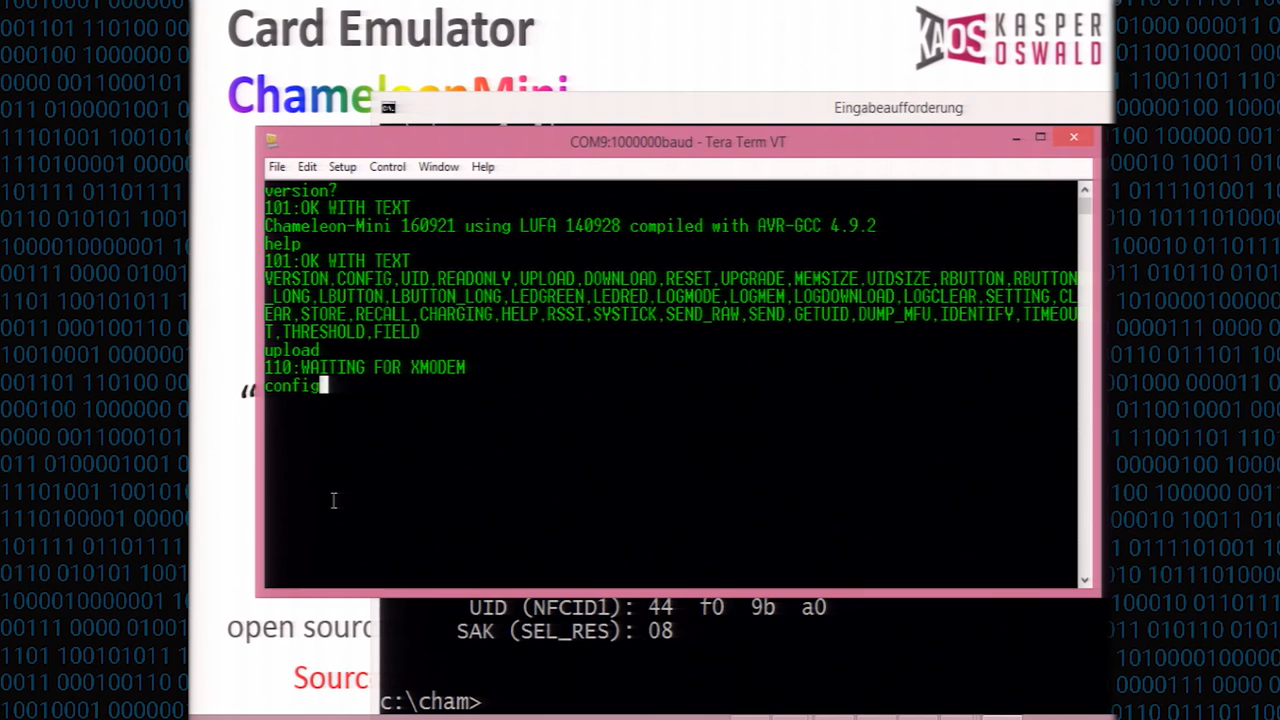 Card Emulator
KAOS KASPER
OSWALD
ChameleonMini
Eingabeaufforderung
COM9:1000000baud - Tera Term VT
File Edit Setup Control Window Help
version?
101:OK WITH TEXT
Chameleon-Mini 160921 using LUFA 140928 compiled with AVR-GCC 4.9.2
help
101:OK WITH TEXT
VERSION,CONFIG,UID,READONLY,UPLOAD,DOWNLOAD,RESET,UPGRADE,MEMSIZE,UIDSIZE,RBUTTON,RBUTTON
_LONG,LBUTTON,LBUTTON_LONG,LEDGREEN,LEDRED,LOGMODE,LOGMEM,LOGDOWNLOAD,LOGCLEAR,SETTING,CL
EAR,STORE,RECALL,CHARGING,HELP,RSSI,SYSTICK,SEND_RAW,SEND,GETUID,DUMP_MFU,IDENTIFY,TIMEOU
T,THRESHOLD,FIELD
upload
110:WAITING FOR XMODEM
config
“
UID (NFCID1): 44 f0 9b a0
open sourc
SAK (SEL_RES): 08
Sourc
c:\cham>